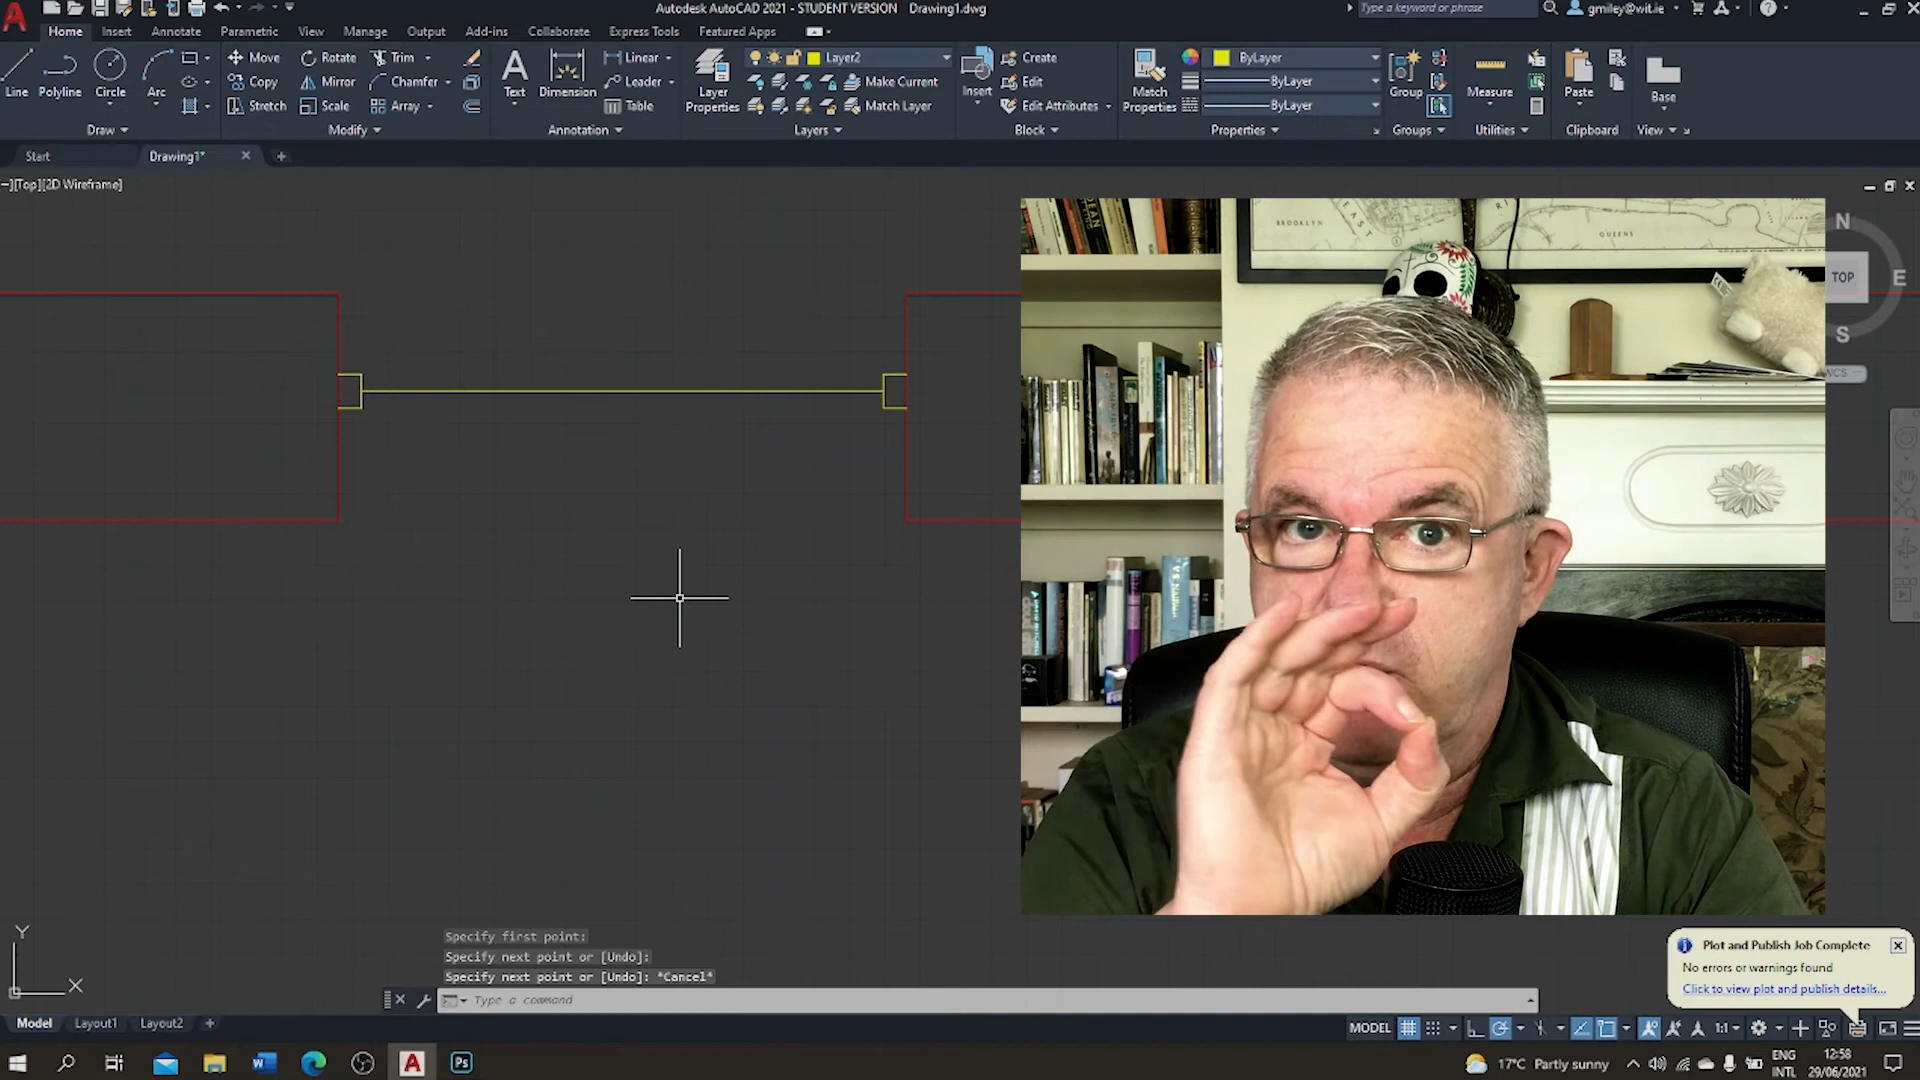 Autodesk AutoCAD 2021 - STUDENT VERSION Drawing1.dwg
Type a keyword or phrase
gmiley@wit.ie
Home Insert Annotate Parametric View Manage Output Add-ins Collaborate Express Tools Featured Apps
Line Polyline Circle Arc
Draw
Move Rotate Trim
Copy Mirror Chamfer
Stretch Scale Array
Modify
Text Dimension
Linear
Leader
Table
Annotation
Layer
Properties
Layer2
Make Current
Match Layer
Layers
Insert
Create
Edit
Edit Attributes
Block
Match
Properties
ByLayer
ByLayer
ByLayer
Properties
Group
Groups
Measure
Utilities
Paste
Clipboard
Base
View
Start Drawing1*
[Top][2D Wireframe]
BROOKLYN
EAST
QUEENS
N
TOP
E
S
WCS
Specify first point:
Specify next point or [Undo]:
Specify next point or [Undo]: *Cancel*
Type a command
Y
X
Plot and Publish Job Complete
No errors or warnings found
Click to view plot and publish details...
Model Layout1 Layout2
MODEL
1:1
17°C Partly sunny
ENG
INTL
12:58
29/06/2021